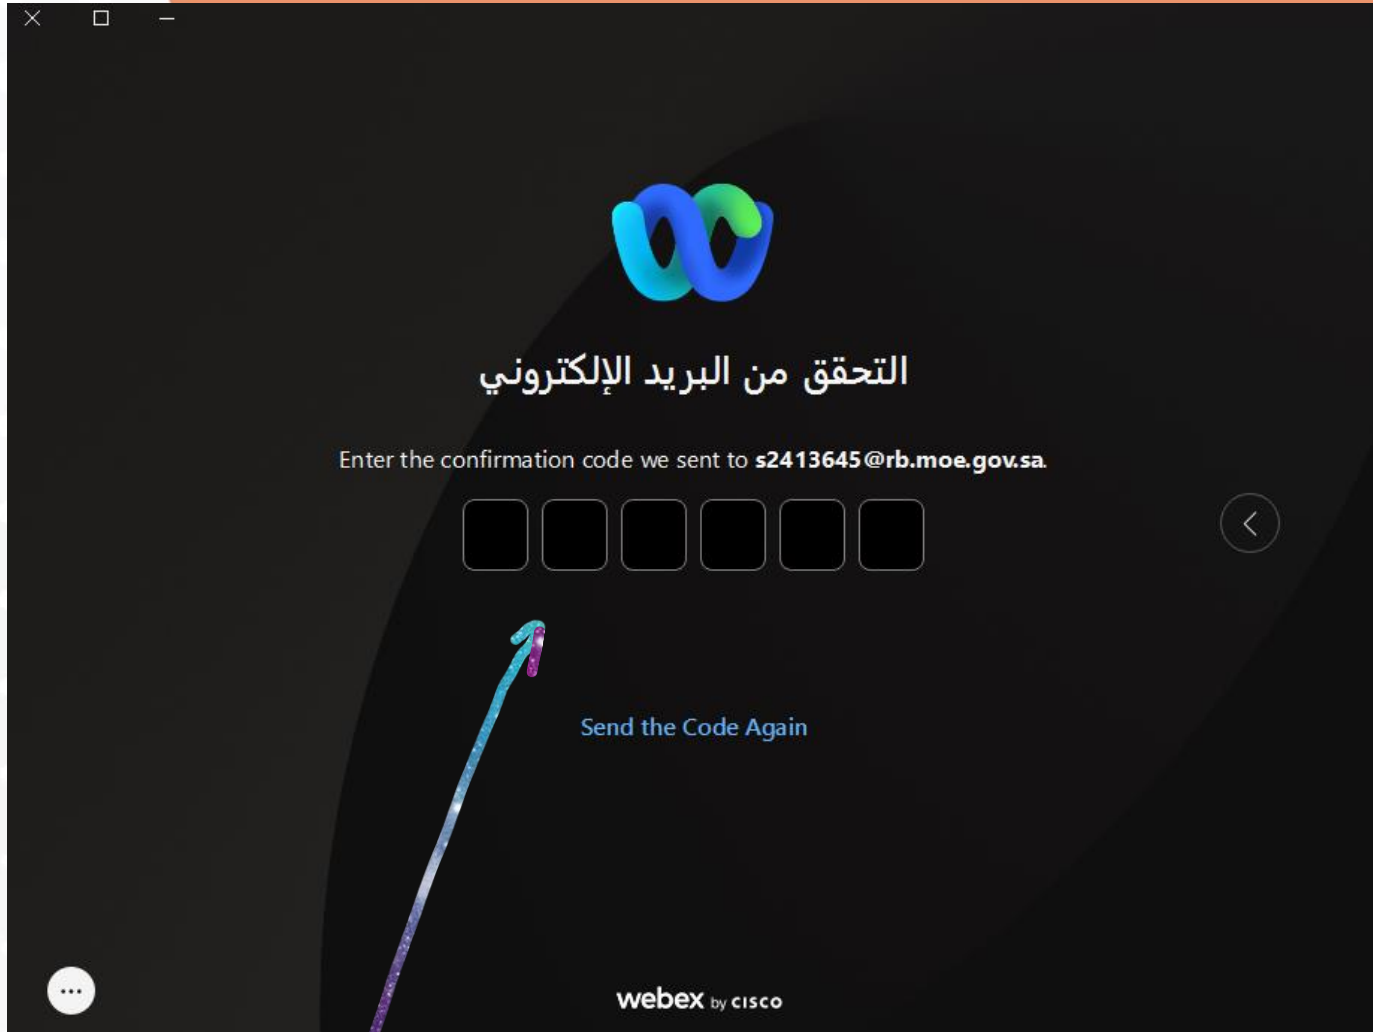 التحقق من البريد الإلكتروني
Enter the confirmation code we sent to s2413645@rb.moe.gov.sa.
Send the Code Again
webex by CISCO